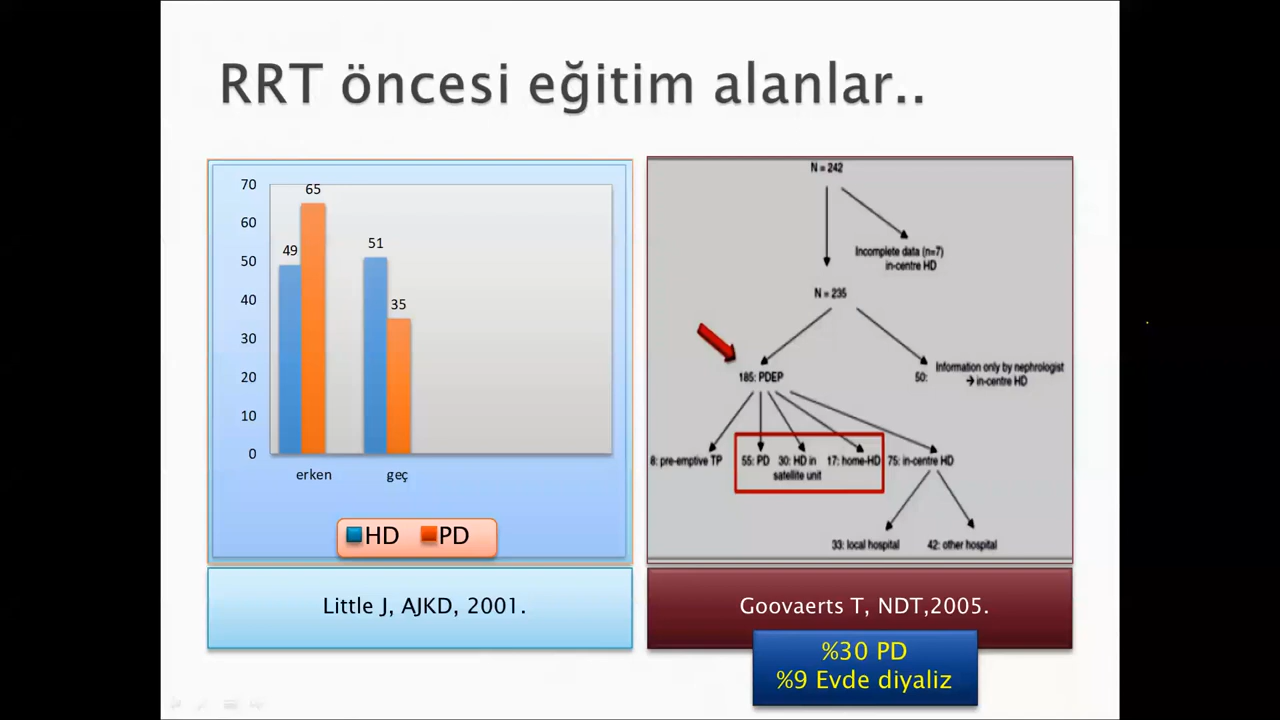 RRT öncesi eğitim alanlar..
70
60
50
40
30
20
10
0
49
65
51
35
erken
geç
HD
PD
Little J, AJKD, 2001.
N = 242
Incomplete data (n=7)
in-centre HD
N = 235
185: PDEP
50:
Information only by nephrologist
→ in-centre HD
8: pre-emptive TP
55: PD
30: HD in
satellite unit
17: home-HD
75: in-centre HD
33: local hospital
42: other hospital
Goovaerts T, NDT,2005.
%30 PD
%9 Evde diyaliz